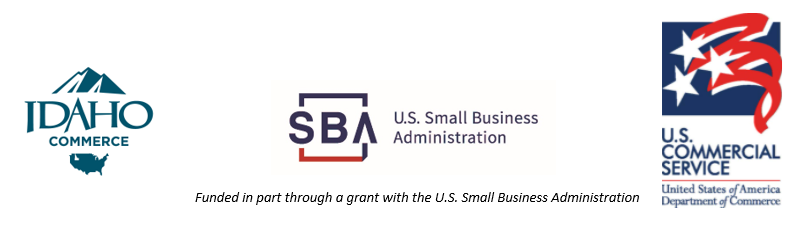 IDAHO
COMMERCE
SBA
U.S. Small Business
Administration
U.S.
COMMERCIAL
SERVICE
United States of America
Department of Commerce
Funded in part through a grant with the U.S. Small Business Administration